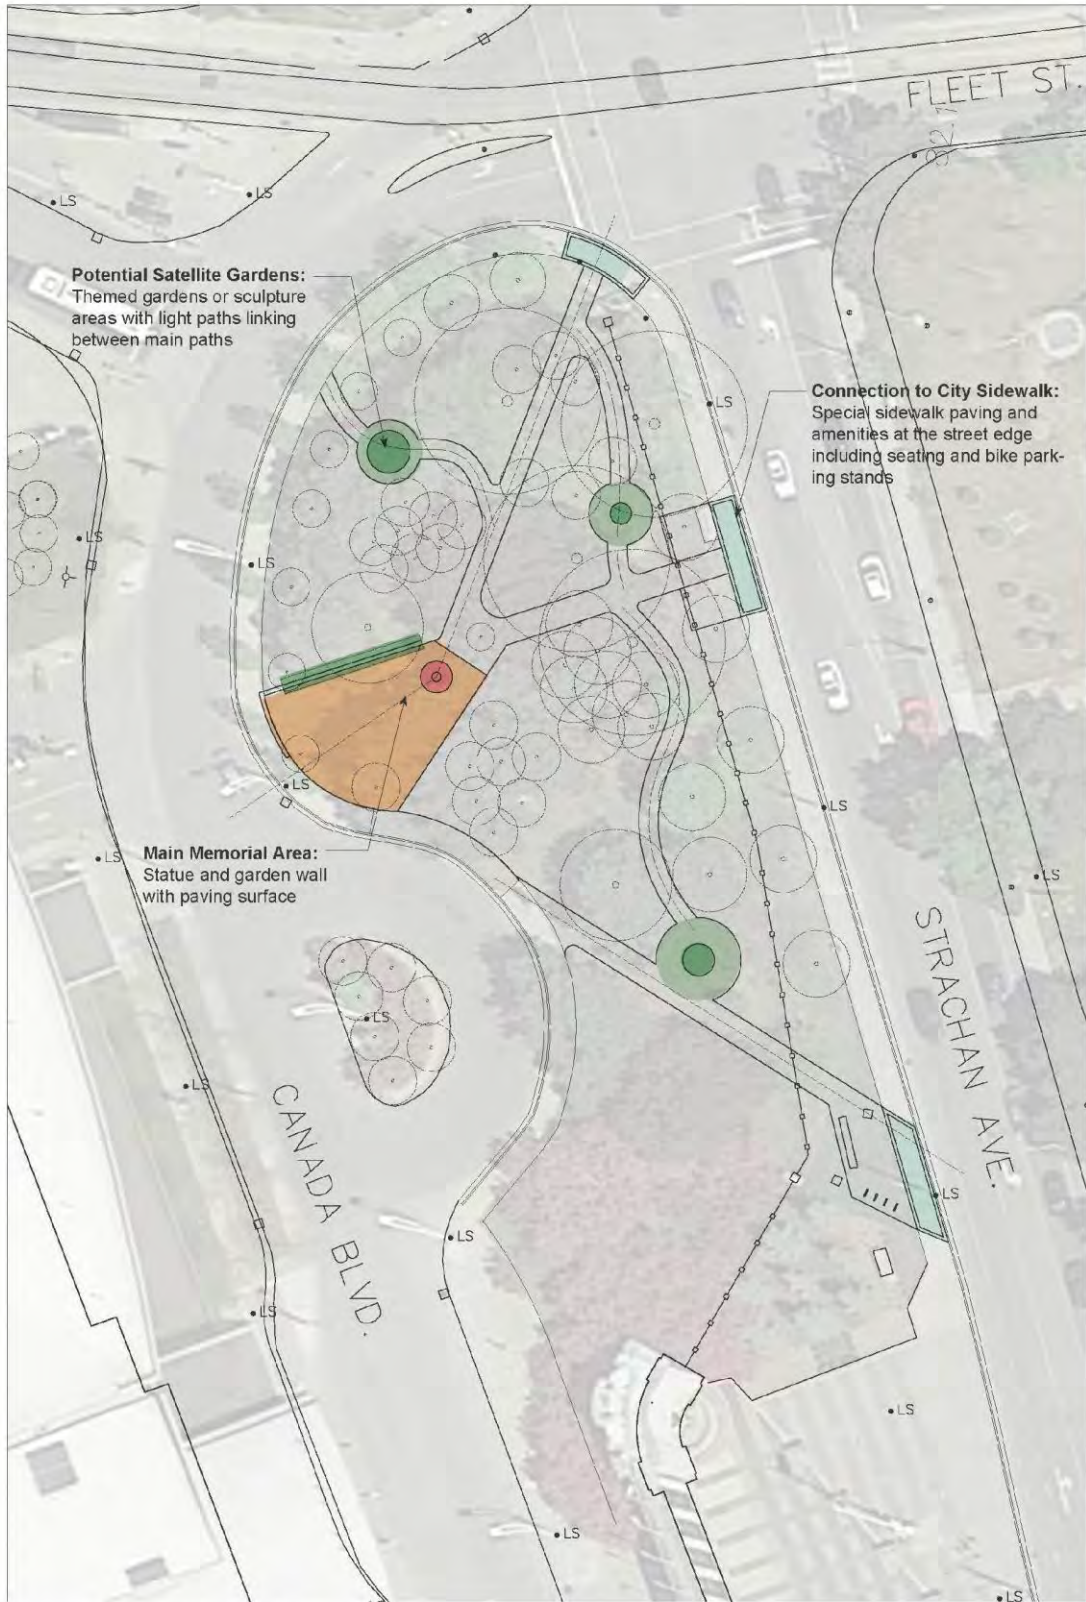 FLEET ST.
92.1
LS
LS
Potential Satellite Gardens:
Themed gardens or sculpture
areas with light paths linking
between main paths
Connection to City Sidewalk:
Special sidewalk paving and
amenities at the street edge
including seating and bike park-
ing stands
LS
LS
LS
LS
LS
Main Memorial Area:
Statue and garden wall
with paving surface
LS
LS
STRACHAN AVE.
LS
LS
CANADA BLVD.
LS
LS
LS
LS
LS
LS